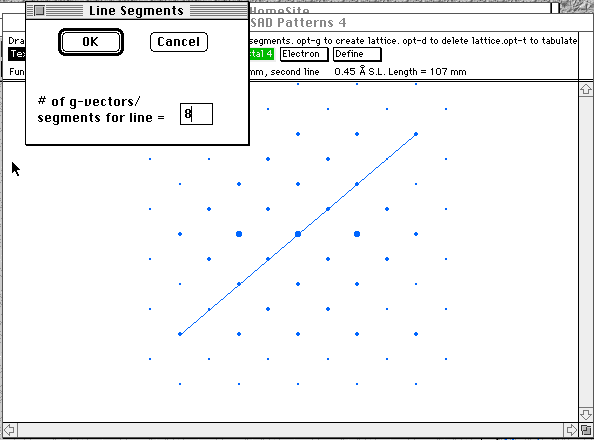 HomeSite
Line Segments
SAD Patterns 4
OK
Cancel
Dra
segments. opt-g to create lattice. opt-d to delete lattice.opt-t to tabulate
Tex
tal 4
Electron
Define
Fun
mm, second line
0.45 Å S.L. Length = 107 mm
# of g-vectors/
segments for line =
8